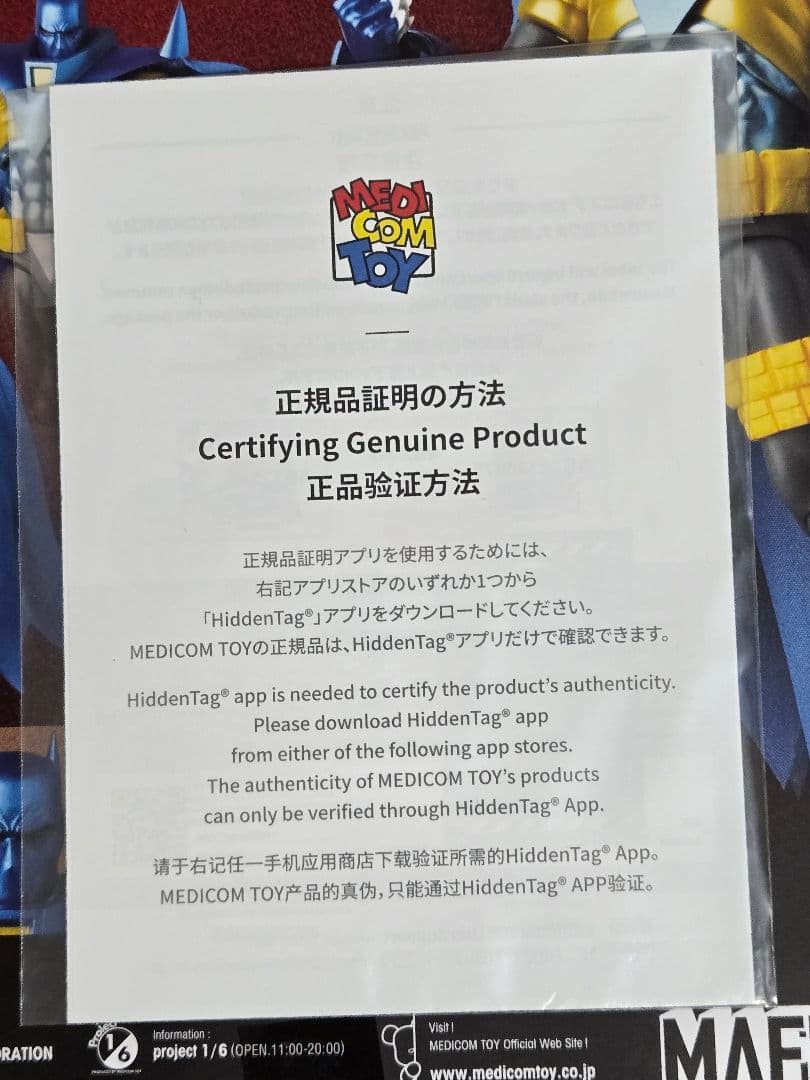 MEDI
COM
TOY
正規品証明の方法
Certifying Genuine Product
正品验证方法
正規品証明アプリを使用するためには、
右記アプリストアのいずれか1つから
「HiddenTag®」アプリをダウンロードしてください。
MEDICOM TOYの正規品は、HiddenTag®アプリだけで確認できます。
HiddenTag® app is needed to certify the product's authenticity.
Please download HiddenTag® app
from either of the following app stores.
The authenticity of MEDICOM TOY's products
can only be verified through HiddenTag® App.
请于右记任一手机应用商店下载验证所需的HiddenTag® App。
MEDICOM TOY产品的真伪，只能通过HiddenTag® APP验证。
RATION
Project 1/6
Information :
project 1/6 (OPEN.11:00-20:00)
Visit !
MEDICOM TOY Official Web Site !
www.medicomtoy.co.jp
MAF